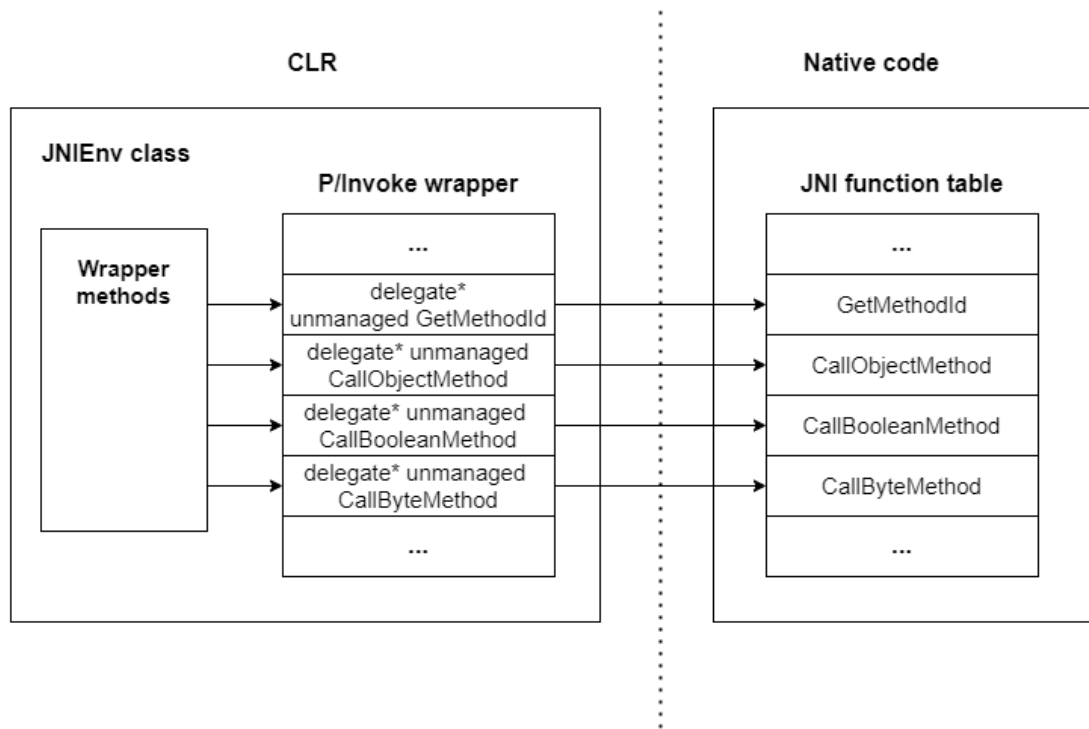 CLR
Native code
JNIEnv class
P/Invoke wrapper
JNI function table
Wrapper
methods
...
delegate*
unmanaged GetMethodId
delegate* unmanaged
CallObjectMethod
delegate* unmanaged
CallBooleanMethod
delegate* unmanaged
CallByteMethod
...
...
GetMethodId
CallObjectMethod
CallBooleanMethod
CallByteMethod
...